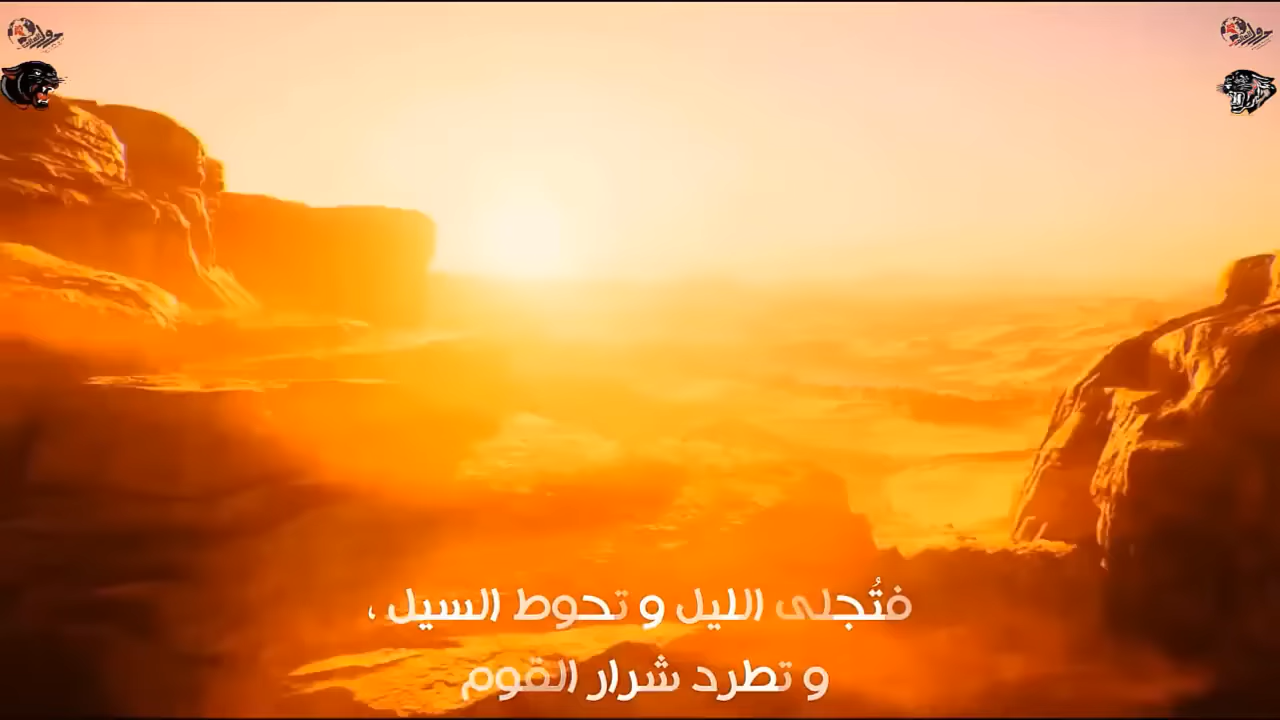 فتُجلى الليل و تحوط السيل ،
و تطرد شرار القوم